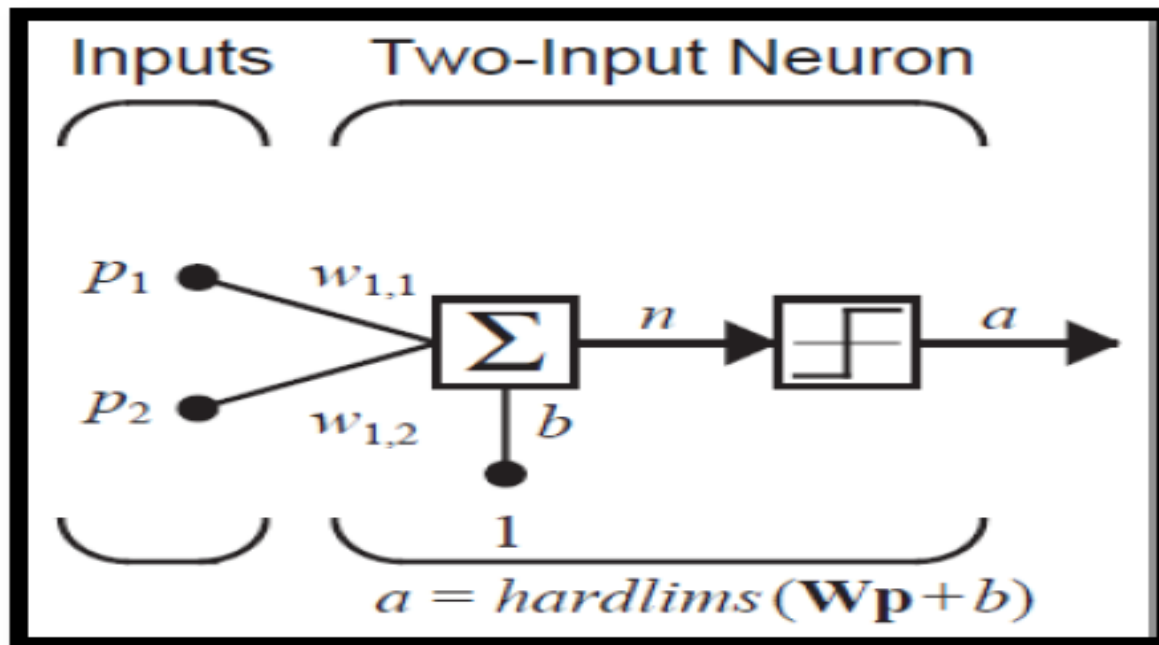 Inputs Two-Input Neuron
p1 w1,1
Σ n a
p2 w1,2 b
1
a = hardlims (Wp + b)